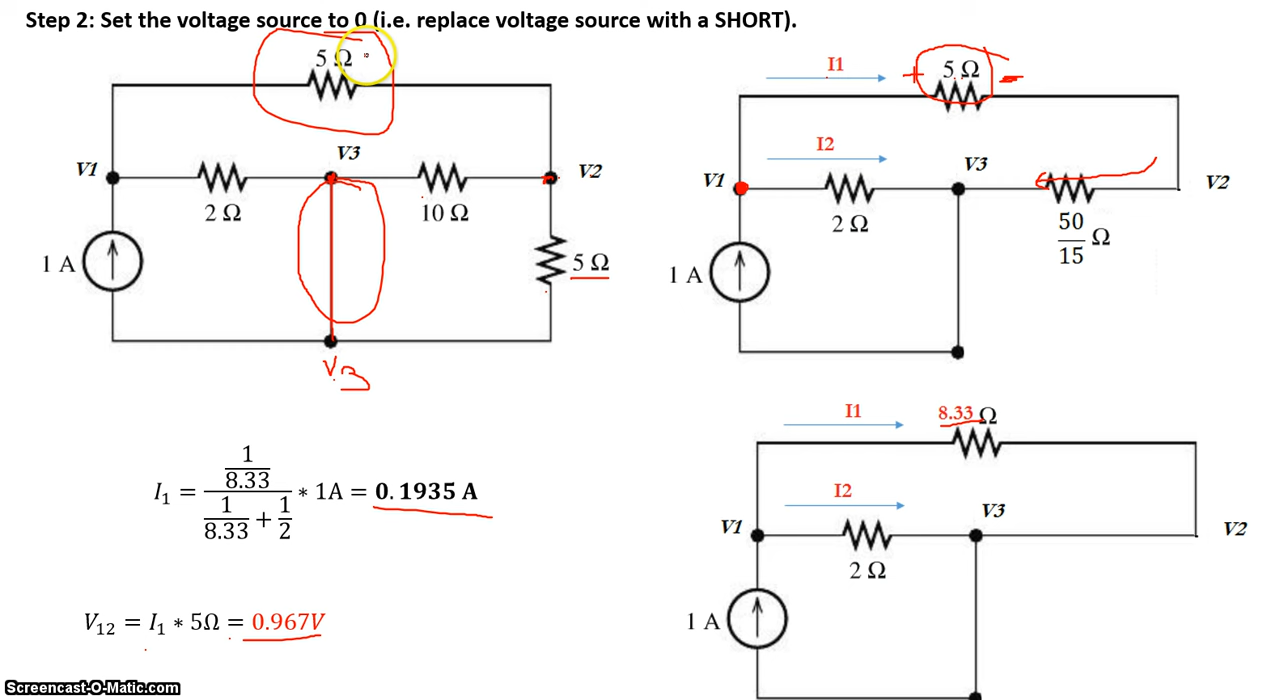 Step 2: Set the voltage source to 0 (i.e. replace voltage source with a SHORT).
5 Ω
V1
V3
V2
2 Ω
10 Ω
1 A
5 Ω
V3
I1
+ 5 Ω -
I2
V1
V3
V2
2 Ω
50/15 Ω
1 A
I₁ = (1/8.33)/(1/8.33 + 1/2) * 1A = 0.1935 A
V₁₂ = I₁ * 5Ω = 0.967V
I1
8.33 Ω
I2
V1
V3
V2
2 Ω
1 A
Screencast-O-Matic.com